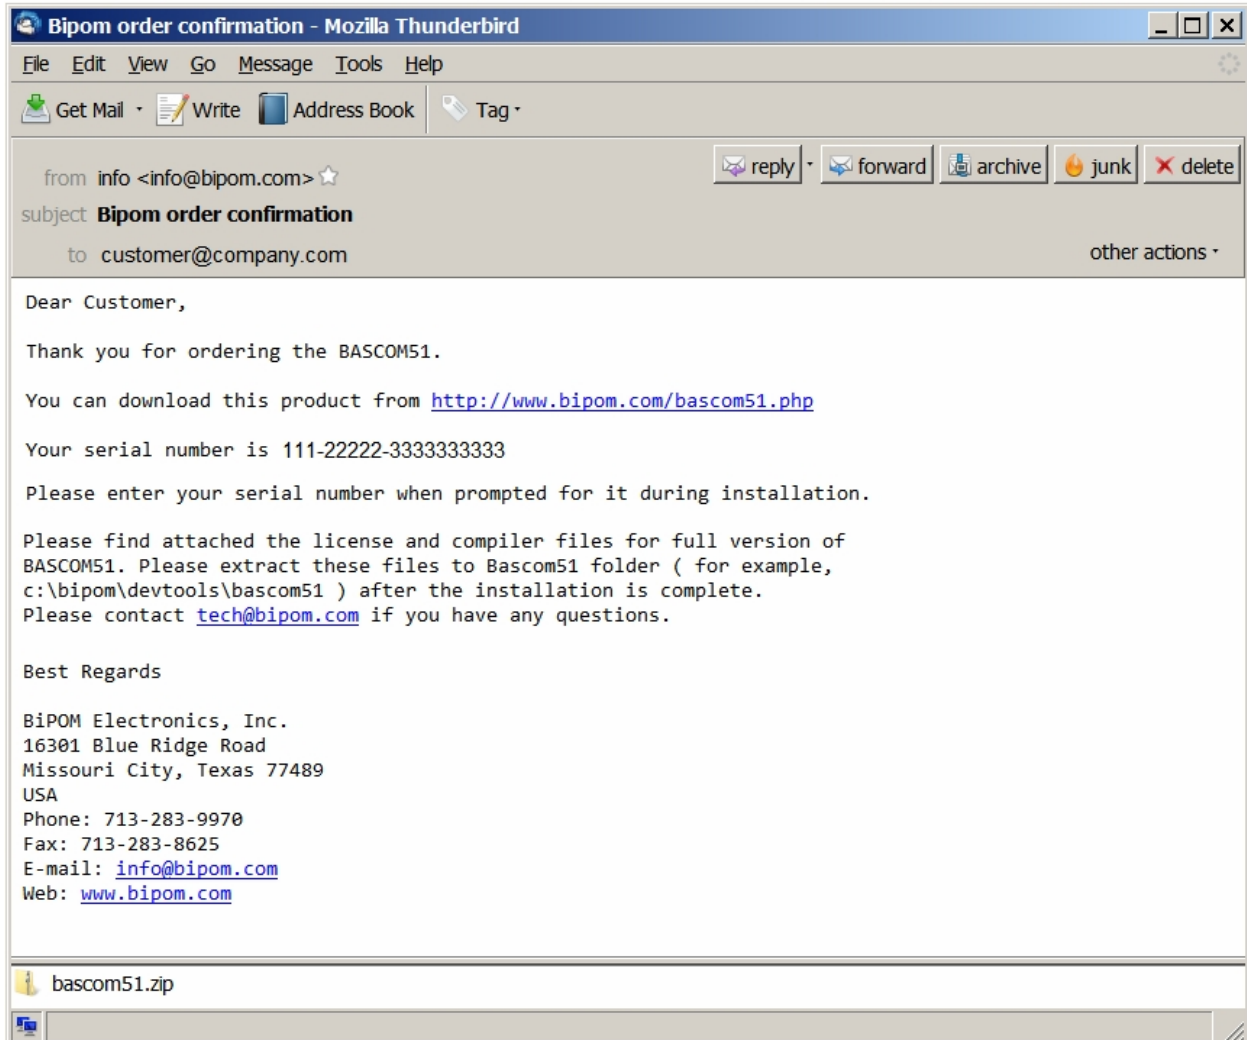 Bipom order confirmation - Mozilla Thunderbird
File Edit View Go Message Tools Help
Get Mail Write Address Book Tag
reply forward archive junk delete
from info <info@bipom.com>
subject Bipom order confirmation
to customer@company.com
other actions
Dear Customer,
Thank you for ordering the BASCOM51.
You can download this product from http://www.bipom.com/bascom51.php
Your serial number is 111-22222-3333333333
Please enter your serial number when prompted for it during installation.
Please find attached the license and compiler files for full version of
BASCOM51. Please extract these files to Bascom51 folder ( for example,
c:\bipom\devtools\bascom51 ) after the installation is complete.
Please contact tech@bipom.com if you have any questions.
Best Regards
BiPOM Electronics, Inc.
16301 Blue Ridge Road
Missouri City, Texas 77489
USA
Phone: 713-283-9970
Fax: 713-283-8625
E-mail: info@bipom.com
Web: www.bipom.com
bascom51.zip